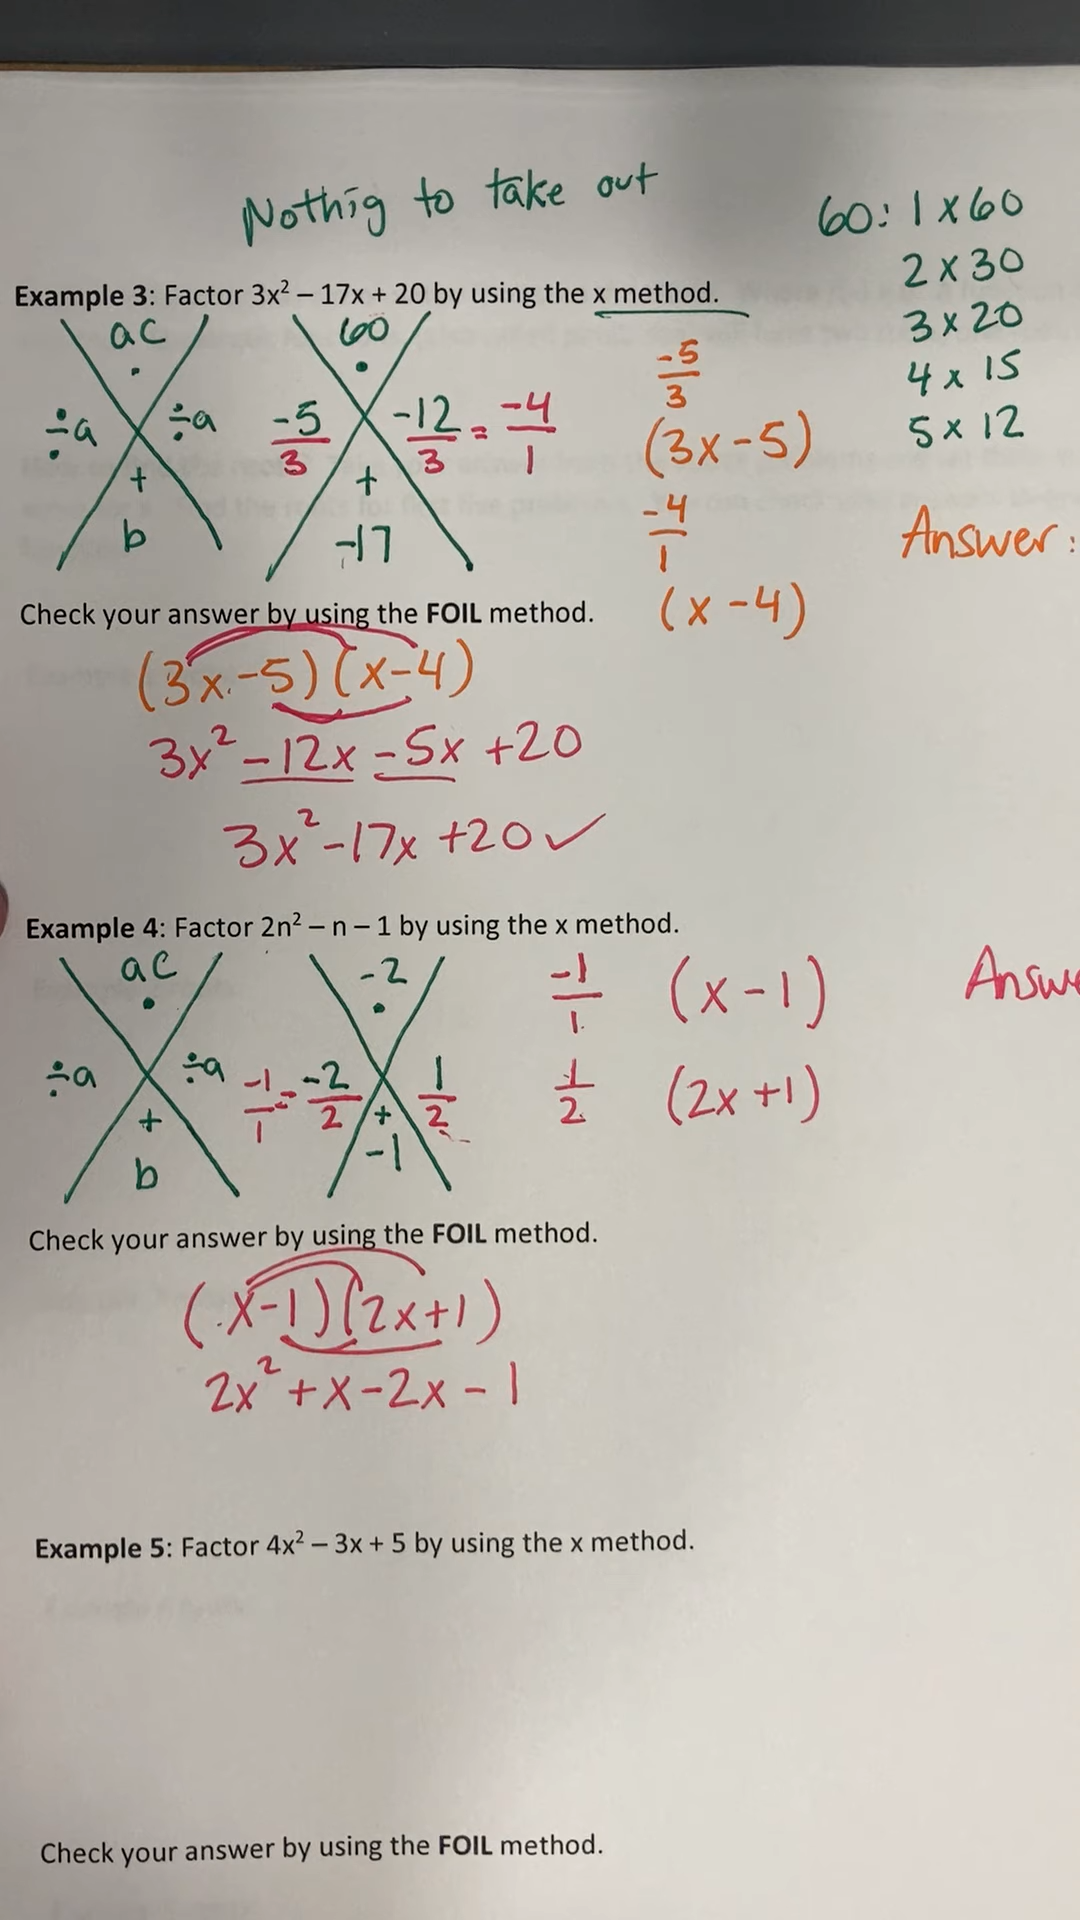 Nothig to take out
60: 1 x 60
2 x 30
3 x 20
4 x 15
5 x 12
Example 3: Factor 3x² – 17x + 20 by using the x method.
ac
÷a ÷a
+
b
60
-5/3 -12/3 = -4/1
+
-17
-5/3
(3x-5)
-4/1
(x-4)
Answer:
Check your answer by using the FOIL method.
(3x-5)(x-4)
3x² -12x -5x +20
3x² -17x +20 ✓
Example 4: Factor 2n² – n – 1 by using the x method.
ac
÷a ÷a
+
b
-2
-1/1 = -2/2 1/2
+
-1
-1/1 (x-1)
1/2 (2x+1)
Answe
Check your answer by using the FOIL method.
(x-1)(2x+1)
2x² +x-2x-1
Example 5: Factor 4x² – 3x + 5 by using the x method.
Check your answer by using the FOIL method.